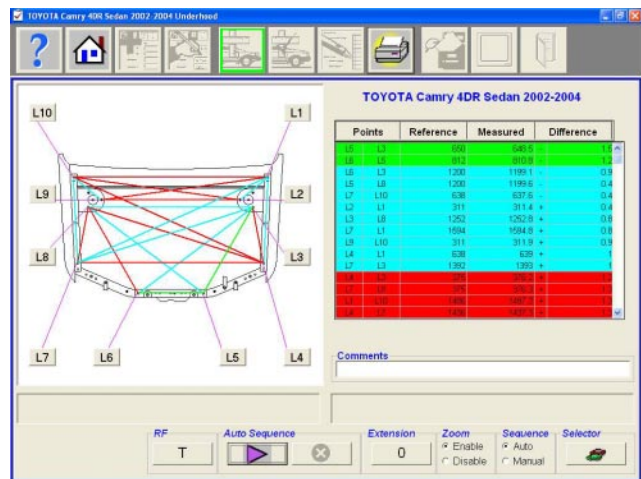 TOYOTA Camry 4DR Sedan 2002-2004 Underhood
TOYOTA Camry 4DR Sedan 2002-2004
L10 L1
L9 L2
L8 L3
L7 L6 L5 L4
Points Reference Measured Difference
L5 L3 650 648.5 - 1.5
L6 L5 812 810.8 - 1.2
L6 L3 1200 1199.1 - 0.9
L5 L8 1200 1199.6 - 0.4
L7 L10 638 637.6 - 0.4
L2 L1 311 311.4 + 0.4
L3 L8 1252 1252.8 + 0.8
L7 L1 1594 1594.8 + 0.8
L9 L10 311 311.9 + 0.9
L4 L1 638 639 + 1
L7 L3 1392 1393 + 1
Comments
RF Auto Sequence Extension Zoom Sequence Selector
T 0 Enable Auto
Disable Manual